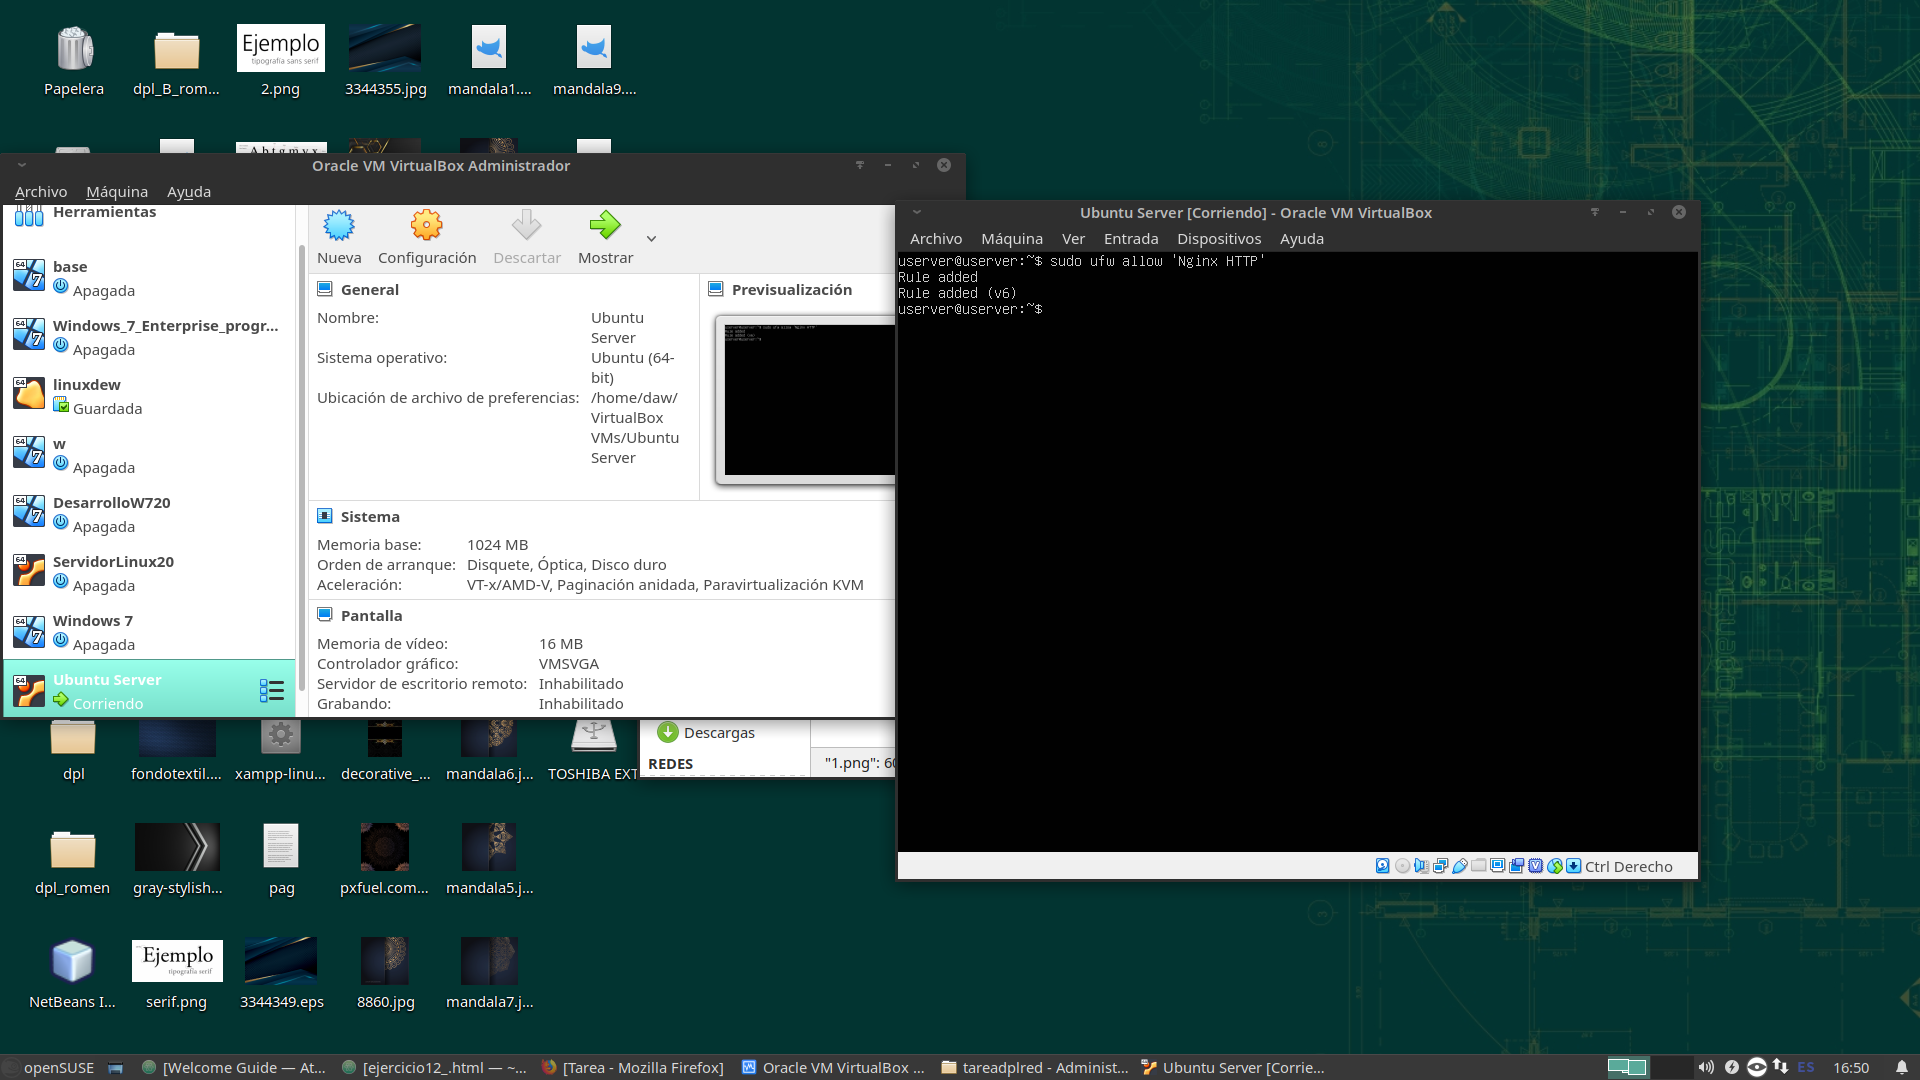 Ejemplo
tipografía sans serif
Papelera
dpl_B_rom...
2.png
3344355.jpg
mandala1....
mandala9....
Oracle VM VirtualBox Administrador
Archivo Máquina Ayuda
Herramientas
base
Apagada
Windows_7_Enterprise_progr...
Apagada
linuxdew
Guardada
w
Apagada
DesarrolloW720
Apagada
ServidorLinux20
Apagada
Windows 7
Apagada
Ubuntu Server
Corriendo
Nueva Configuración Descartar Mostrar
General
Nombre: Ubuntu Server
Sistema operativo: Ubuntu (64-bit)
Ubicación de archivo de preferencias: /home/daw/VirtualBox VMs/Ubuntu Server
Previsualización
Sistema
Memoria base: 1024 MB
Orden de arranque: Disquete, Óptica, Disco duro
Aceleración: VT-x/AMD-V, Paginación anidada, Paravirtualización KVM
Pantalla
Memoria de vídeo: 16 MB
Controlador gráfico: VMSVGA
Servidor de escritorio remoto: Inhabilitado
Grabando: Inhabilitado
Ubuntu Server [Corriendo] - Oracle VM VirtualBox
Archivo Máquina Ver Entrada Dispositivos Ayuda
userver@userver:~$ sudo ufw allow 'Nginx HTTP'
Rule added
Rule added (v6)
userver@userver:~$
Ctrl Derecho
Descargas
REDES
"1.png": 60
dpl
fondotextil....
xampp-linu...
decorative_...
mandala6.j...
TOSHIBA EXT
dpl_romen
gray-stylish...
pag
pxfuel.com...
mandala5.j...
Ejemplo
tipografía serif
NetBeans I...
serif.png
3344349.eps
8860.jpg
mandala7.j...
openSUSE
openSUSE
[Welcome Guide — At...
[ejercicio12_.html — ~...
[Tarea - Mozilla Firefox]
Oracle VM VirtualBox ...
tareadplred - Administ...
Ubuntu Server [Corrie...
ES
16:50